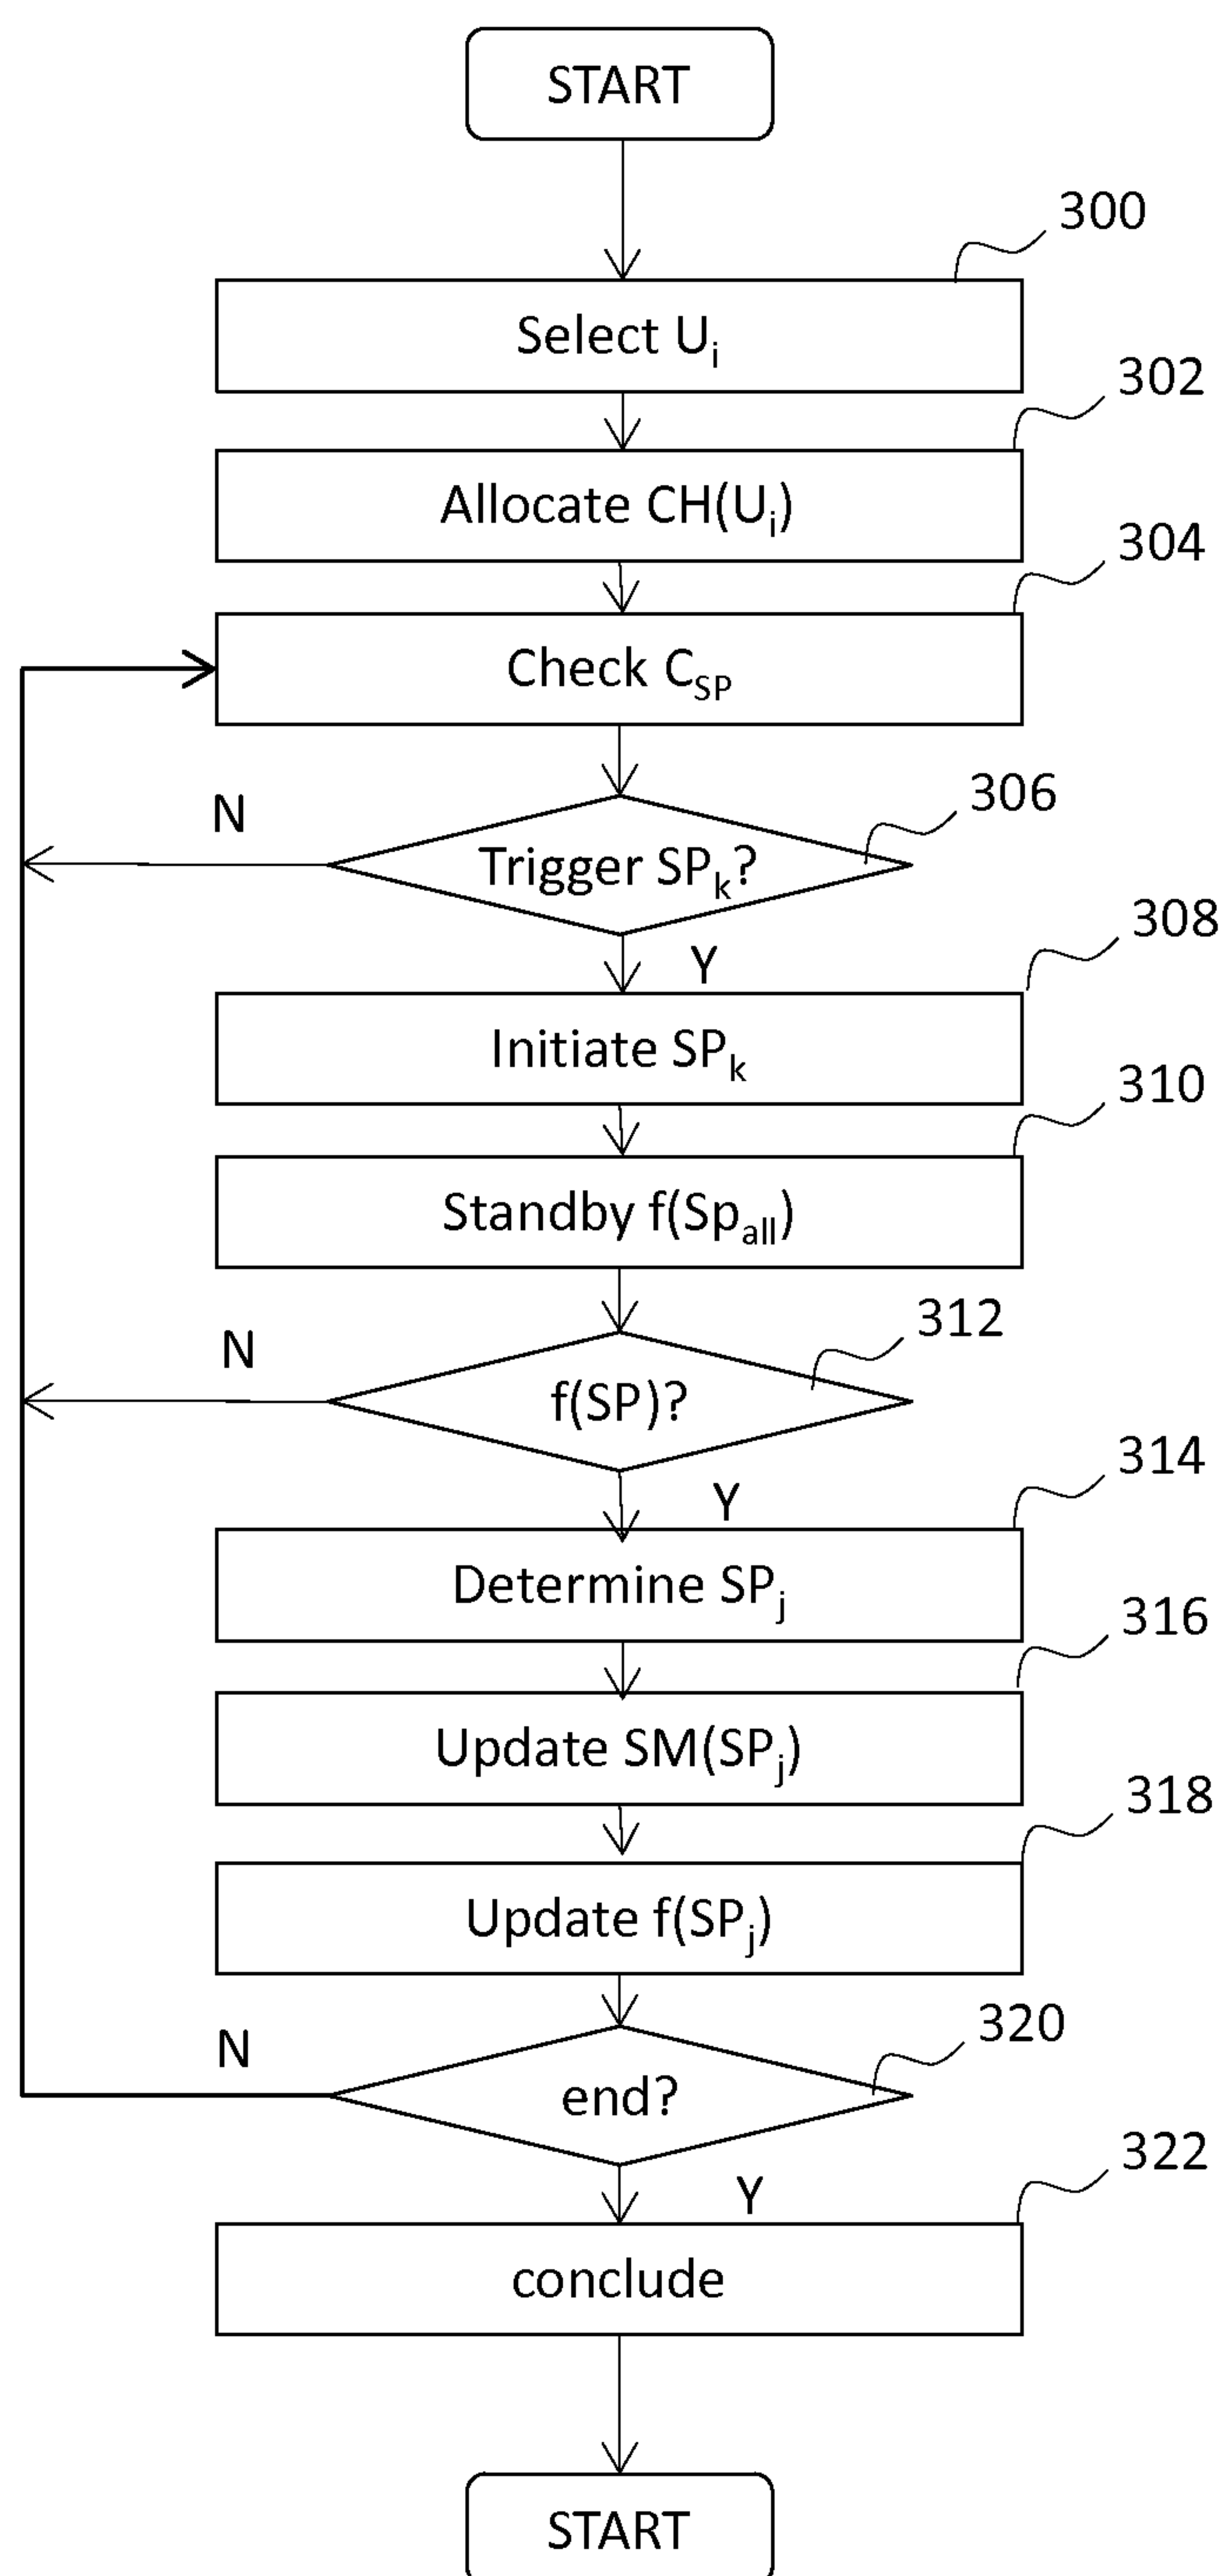 START
300
Select Ui
302
Allocate CH(Ui)
304
Check CSP
306
N
Trigger SPk?
308
Y
Initiate SPk
310
Standby f(Spall)
312
N
f(SP)?
314
Y
Determine SPj
316
Update SM(SPj)
318
Update f(SPj)
320
N
end?
322
Y
conclude
START